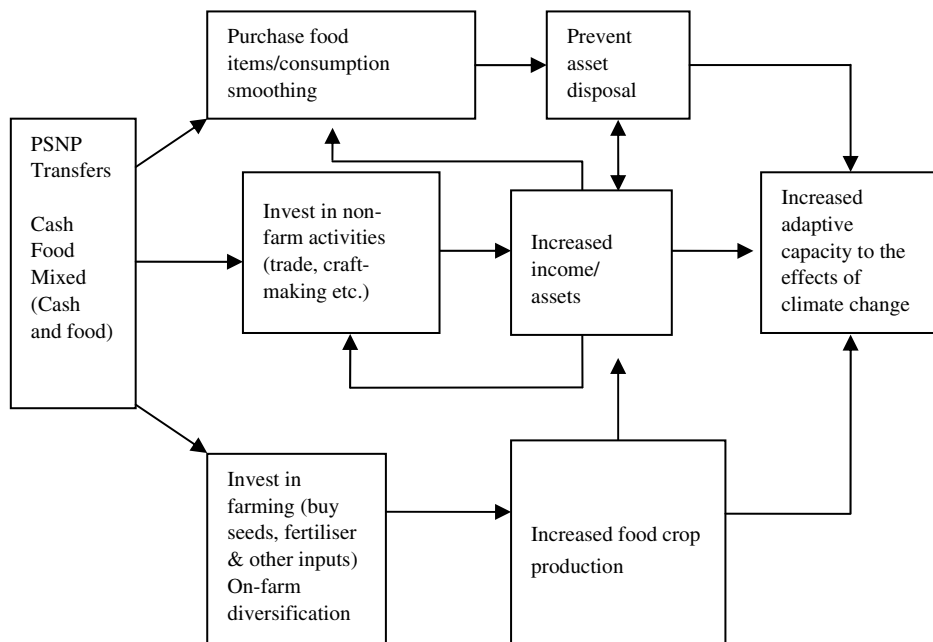 PSNP
Transfers
Cash
Food
Mixed
(Cash
and food)
Purchase food
items/consumption
smoothing
Prevent
asset
disposal
Invest in non-
farm activities
(trade, craft-
making etc.)
Increased
income/
assets
Increased
adaptive
capacity to the
effects of
climate change
Invest in
farming (buy
seeds, fertiliser
& other inputs)
On-farm
diversification
Increased food crop
production